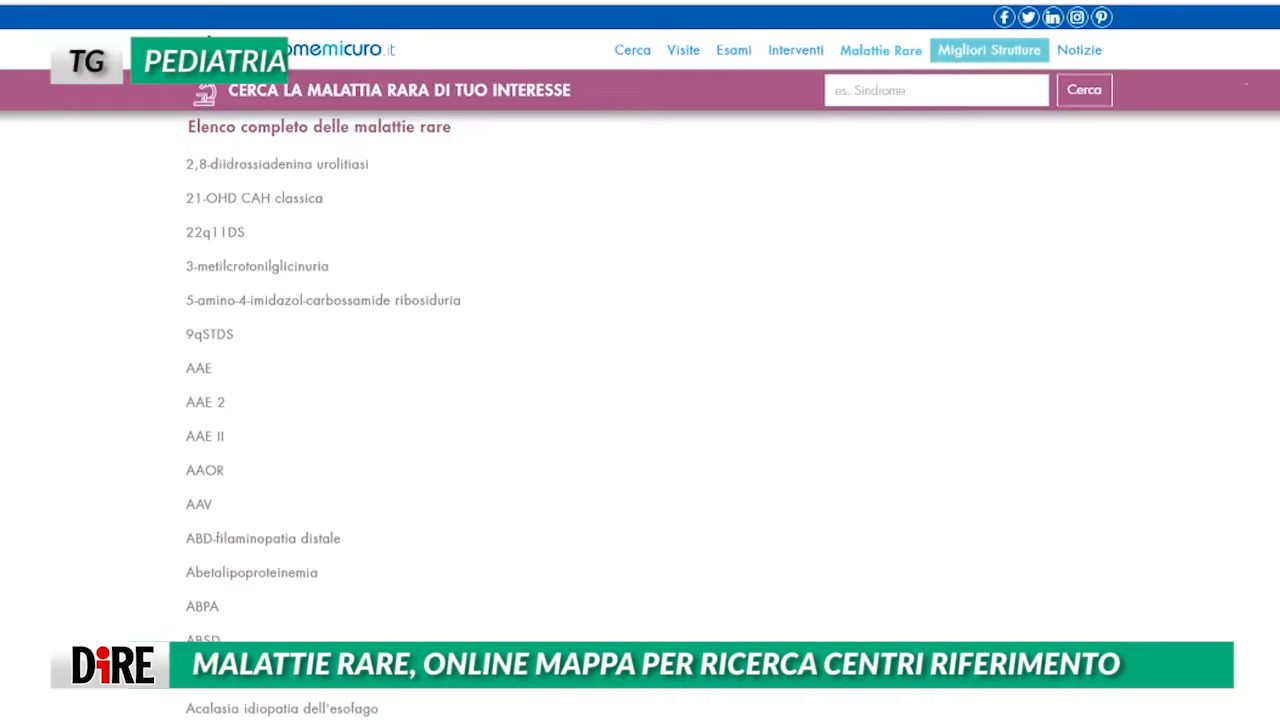 TG PEDIATRIA
omemicuro.it
Cerca Visite Esami Interventi Malattie Rare Migliori Strutture Notizie
CERCA LA MALATTIA RARA DI TUO INTERESSE
es. Sindrome
Cerca
Elenco completo delle malattie rare
2,8-diidrossiadenina urolitiasi
21-OHD CAH classica
22q11DS
3-metilcrotonilglicinuria
5-amino-4-imidazol-carbossamide ribosiduria
9qSTDS
AAE
AAE 2
AAE II
AAOR
AAV
ABD-filaminopatia distale
Abetalipoproteinemia
ABPA
ABSD
DiRE
MALATTIE RARE, ONLINE MAPPA PER RICERCA CENTRI RIFERIMENTO
Acalasia idiopatia dell'esofago